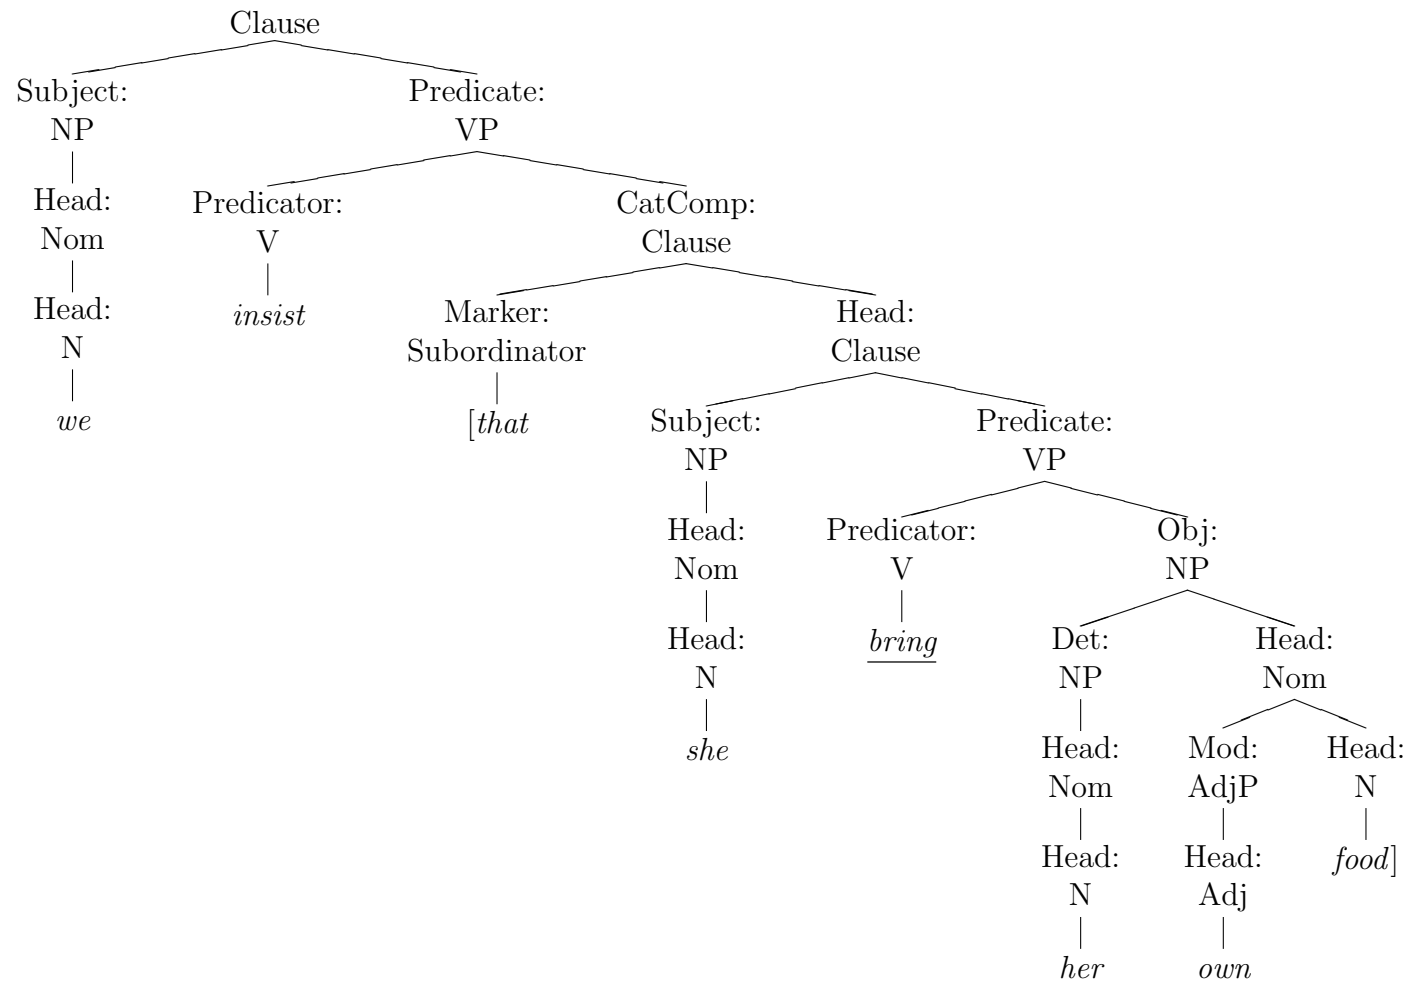 Clause
Subject: Predicate:
NP VP
Head: Predicator: CatComp:
Nom V Clause
Head: insist Marker: Head:
N Subordinator Clause
we [that Subject: Predicate:
NP VP
Head: Predicator: Obj:
Nom V NP
Head: bring Det: Head:
N NP Nom
she Head: Mod: Head:
Nom AdjP N
Head: Head: food]
N Adj
her own